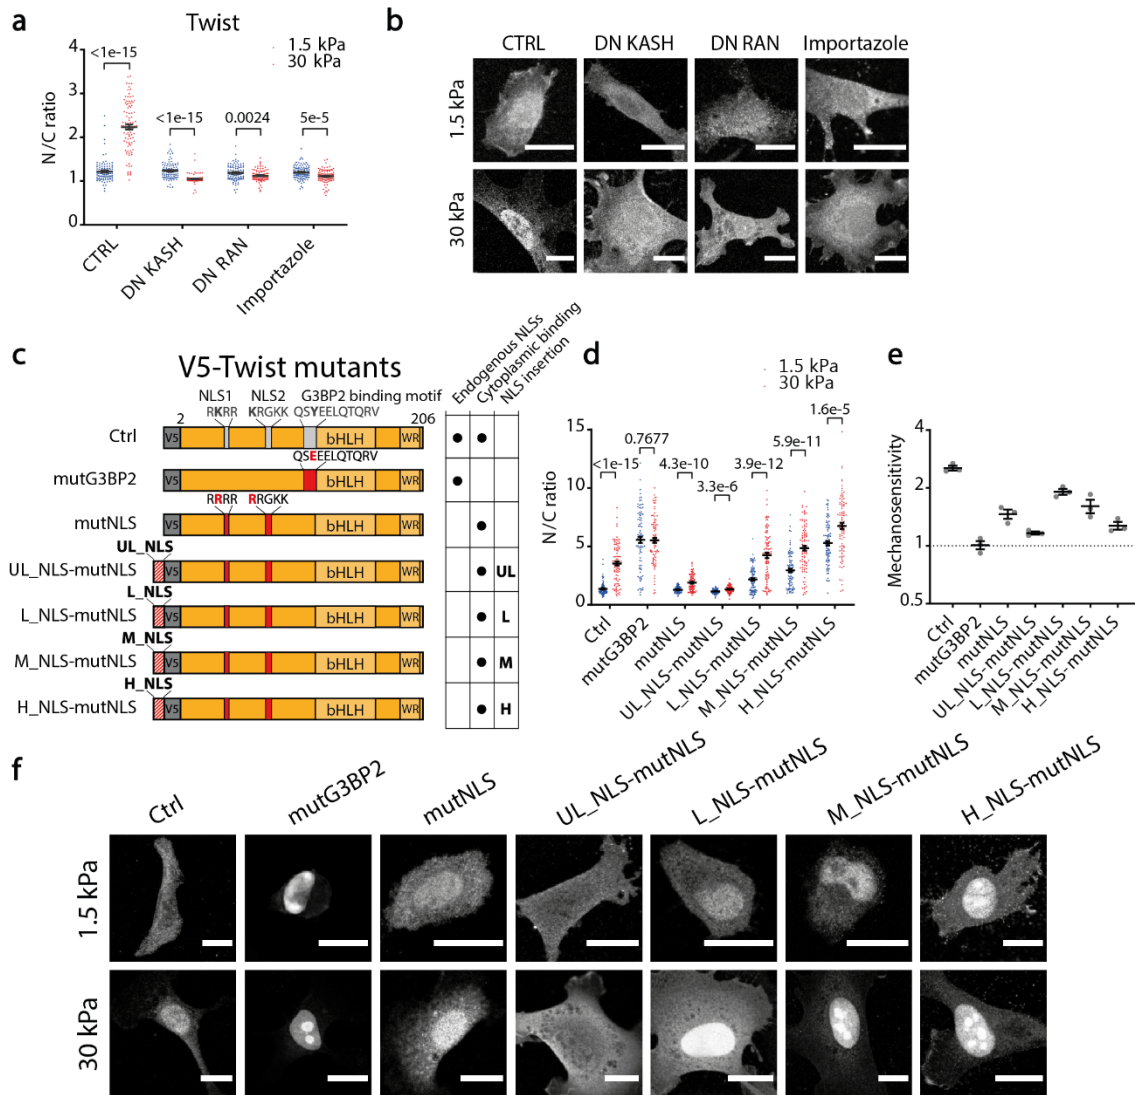 a
Twist
1.5 kPa
30 kPa
<1e-15
<1e-15
0.0024
5e-5
N/C ratio
4
3
2
1
0
CTRL
DN KASH
DN RAN
Importazole
b
CTRL
DN KASH
DN RAN
Importazole
1.5 kPa
30 kPa
c
V5-Twist mutants
Endogenous NLSs
Cytoplasmic binding
NLS insertion
NLS1
NLS2
G3BP2 binding motif
2
RKRR
KRGKK
QSYEELQTQRV
206
Ctrl
V5
bHLH
WR
QSEEELQTQRV
mutG3BP2
V5
bHLH
WR
RRRR
RRGKK
mutNLS
V5
bHLH
WR
UL_NLS
UL_NLS-mutNLS
V5
bHLH
WR
UL
L_NLS
L_NLS-mutNLS
V5
bHLH
WR
L
M_NLS
M_NLS-mutNLS
V5
bHLH
WR
M
H_NLS
H_NLS-mutNLS
V5
bHLH
WR
H
d
1.5 kPa
30 kPa
<1e-15
0.7677
4.3e-10
3.3e-6
3.9e-12
5.9e-11
1.6e-5
N/C ratio
15
10
5
0
Ctrl
mutG3BP2
mutNLS
UL_NLS-mutNLS
L_NLS-mutNLS
M_NLS-mutNLS
H_NLS-mutNLS
e
Mechanosensitivity
4
2
1
0.5
Ctrl
mutG3BP2
mutNLS
UL_NLS-mutNLS
L_NLS-mutNLS
M_NLS-mutNLS
H_NLS-mutNLS
f
Ctrl
mutG3BP2
mutNLS
UL_NLS-mutNLS
L_NLS-mutNLS
M_NLS-mutNLS
H_NLS-mutNLS
1.5 kPa
30 kPa